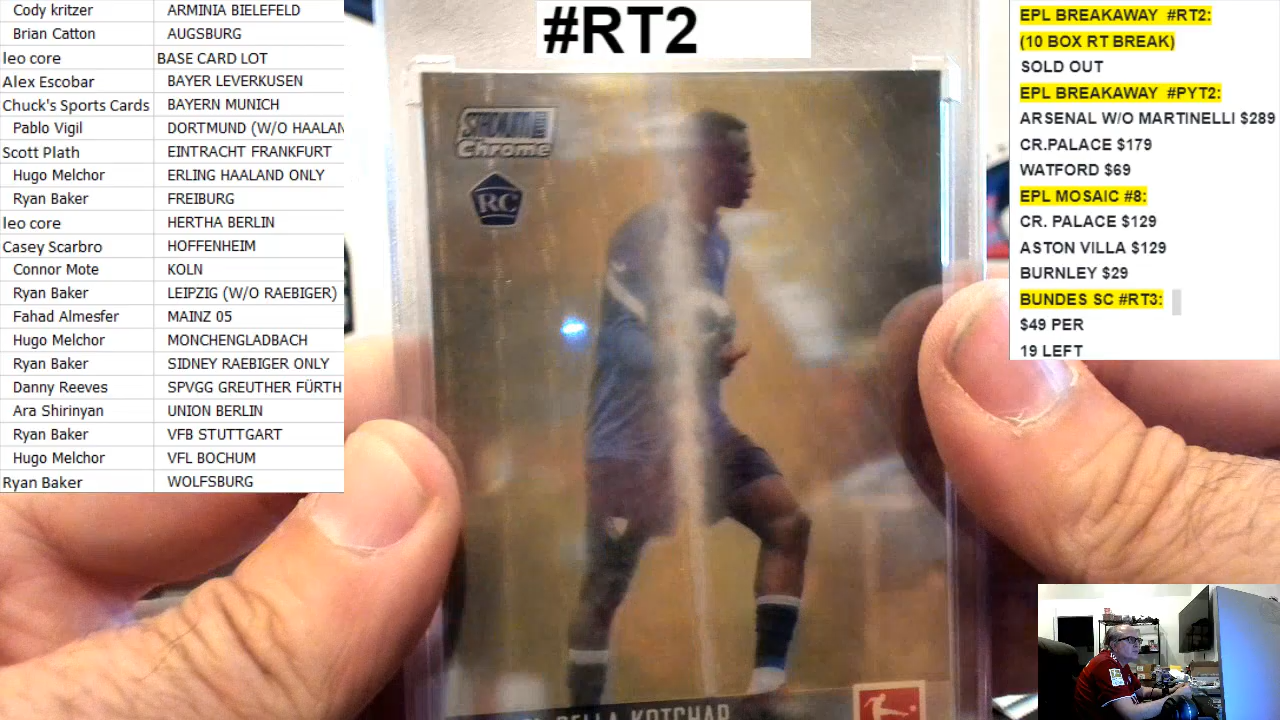 Cody kritzer ARMINIA BIELEFELD
Brian Catton AUGSBURG
leo core BASE CARD LOT
Alex Escobar BAYER LEVERKUSEN
Chuck's Sports Cards BAYERN MUNICH
Pablo Vigil DORTMUND (W/O HAALAN
Scott Plath EINTRACHT FRANKFURT
Hugo Melchor ERLING HAALAND ONLY
Ryan Baker FREIBURG
leo core HERTHA BERLIN
Casey Scarbro HOFFENHEIM
Connor Mote KOLN
Ryan Baker LEIPZIG (W/O RAEBIGER)
Fahad Almesfer MAINZ 05
Hugo Melchor MONCHENGLADBACH
Ryan Baker SIDNEY RAEBIGER ONLY
Danny Reeves SPVGG GREUTHER FÜRTH
Ara Shirinyan UNION BERLIN
Ryan Baker VFB STUTTGART
Hugo Melchor VFL BOCHUM
Ryan Baker WOLFSBURG
#RT2
Chrome
RC
BELLA KOTCHAP
EPL BREAKAWAY #RT2:
(10 BOX RT BREAK)
SOLD OUT
EPL BREAKAWAY #PYT2:
ARSENAL W/O MARTINELLI $289
CR.PALACE $179
WATFORD $69
EPL MOSAIC #8:
CR. PALACE $129
ASTON VILLA $129
BURNLEY $29
BUNDES SC #RT3:
$49 PER
19 LEFT